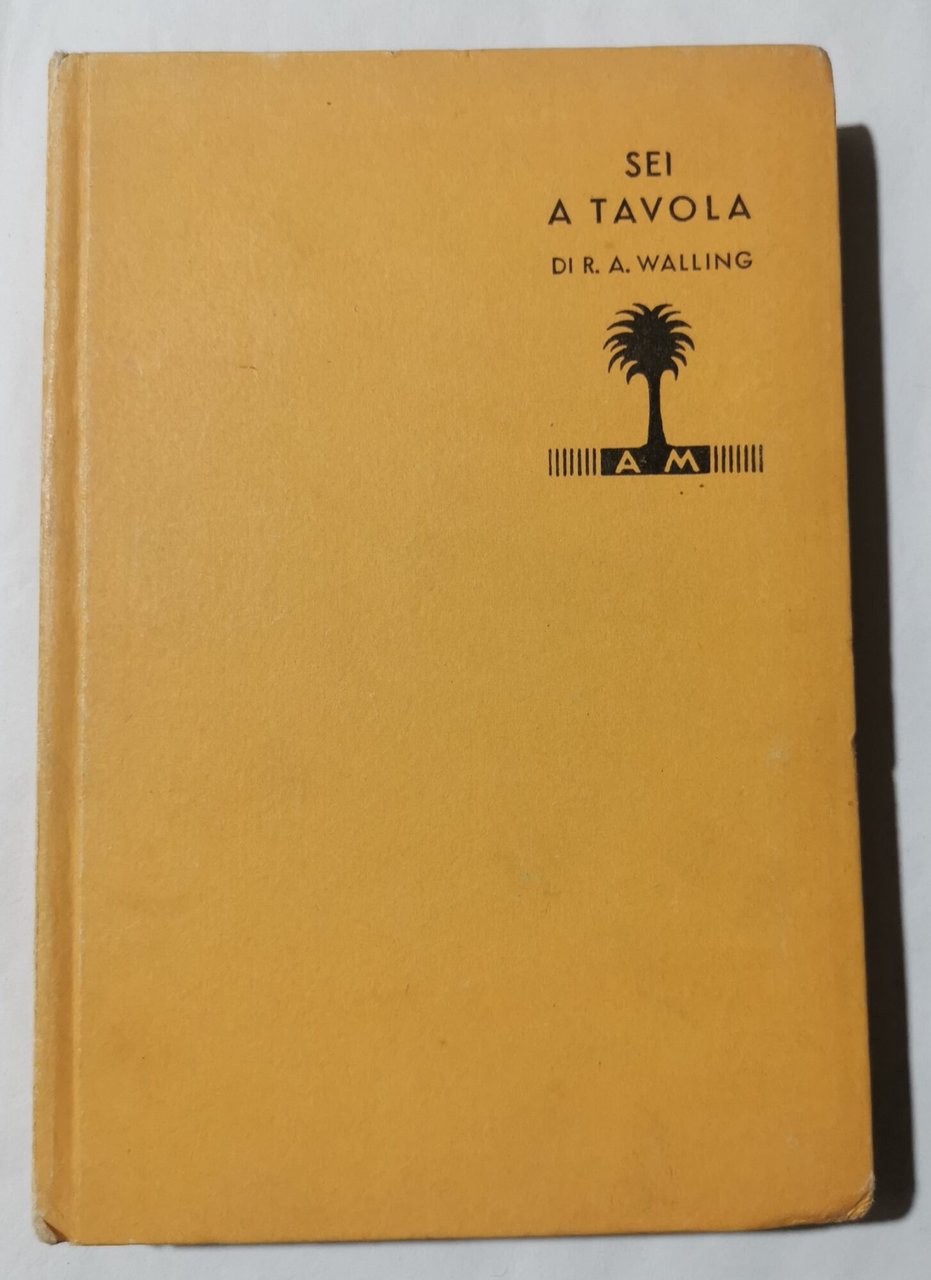 SEI
A TAVOLA
DI R. A. WALLING
A M